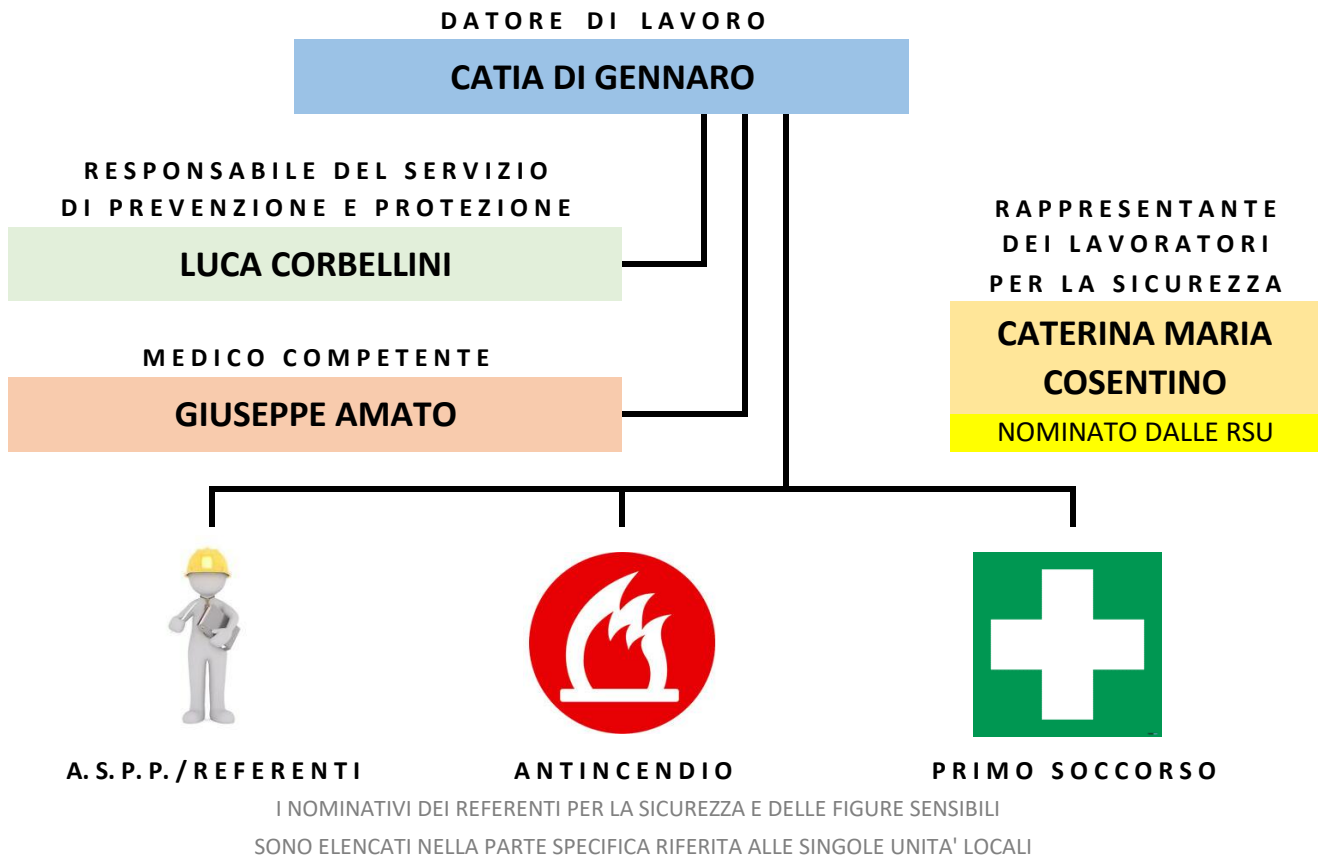 DATORE DI LAVORO
CATIA DI GENNARO
RESPONSABILE DEL SERVIZIO
DI PREVENZIONE E PROTEZIONE
LUCA CORBELLINI
MEDICO COMPETENTE
GIUSEPPE AMATO
RAPPRESENTANTE
DEI LAVORATORI
PER LA SICUREZZA
CATERINA MARIA
COSENTINO
NOMINATO DALLE RSU
A. S. P. P. / REFERENTI
ANTINCENDIO
PRIMO SOCCORSO
I NOMINATIVI DEI REFERENTI PER LA SICUREZZA E DELLE FIGURE SENSIBILI
SONO ELENCATI NELLA PARTE SPECIFICA RIFERITA ALLE SINGOLE UNITA' LOCALI